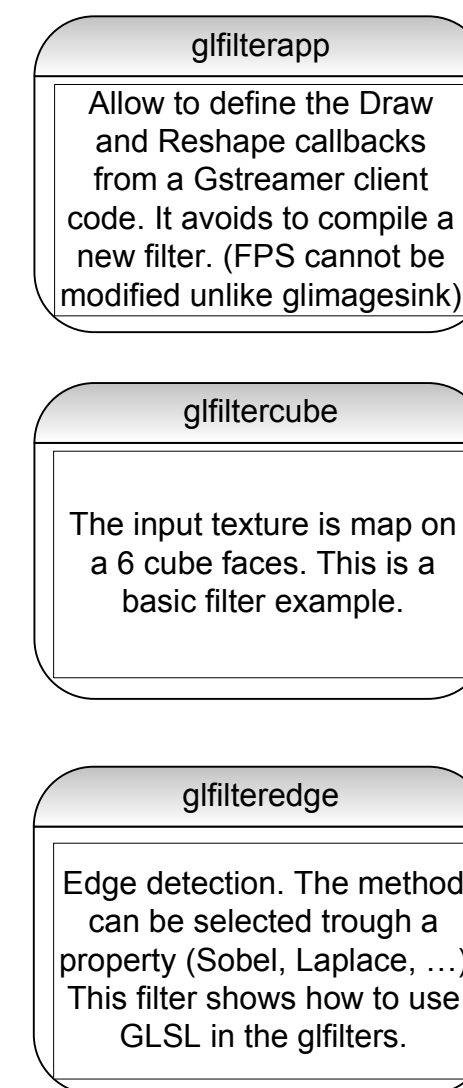 glfilterapp
Allow to define the Draw
and Reshape callbacks
from a Gstreamer client
code. It avoids to compile a
new filter. (FPS cannot be
modified unlike glimagesink)
glfiltercube
The input texture is map on
a 6 cube faces. This is a
basic filter example.
glfilteredge
Edge detection. The method
can be selected trough a
property (Sobel, Laplace, …)
This filter shows how to use
GLSL in the glfilters.